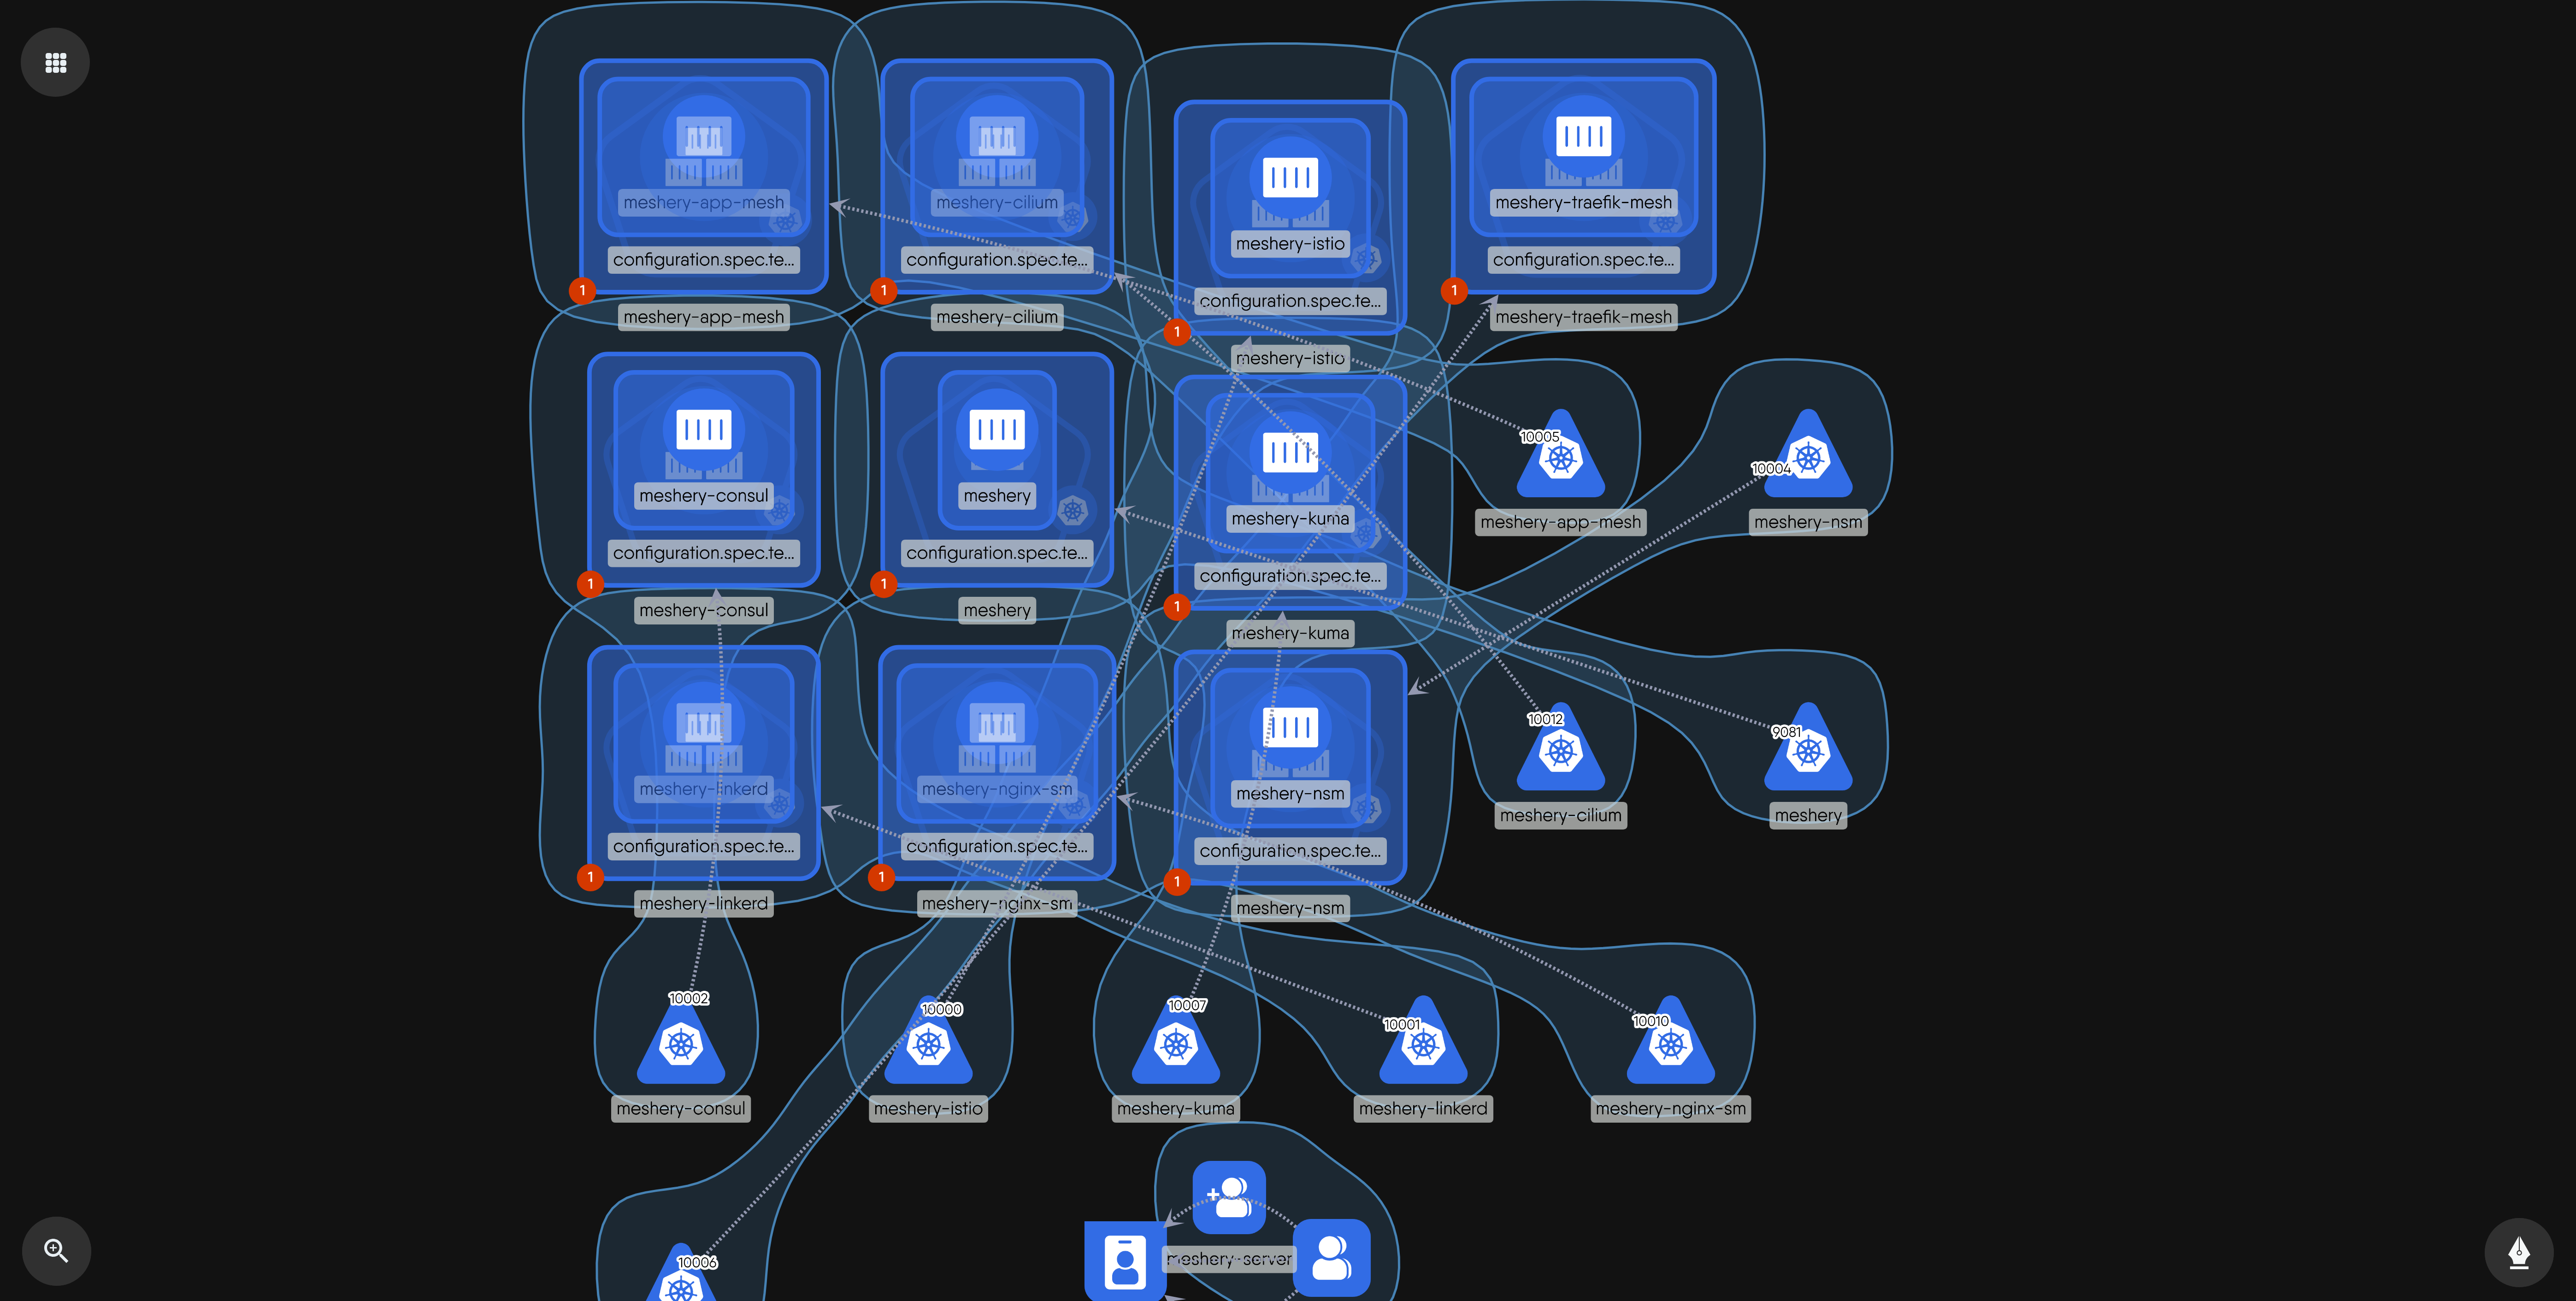 meshery-app-mesh
configuration.spec.te...
1
meshery-app-mesh
meshery-cilium
configuration.spec.te...
1
meshery-cilium
meshery-istio
configuration.spec.te...
1
meshery-istio
meshery-traefik-mesh
configuration.spec.te...
1
meshery-traefik-mesh
meshery-consul
configuration.spec.te...
1
meshery-consul
meshery
configuration.spec.te...
1
meshery
meshery-kuma
configuration.spec.te...
1
meshery-kuma
10005
meshery-app-mesh
10004
meshery-nsm
meshery-linkerd
configuration.spec.te...
1
meshery-linkerd
meshery-nginx-sm
configuration.spec.te...
1
meshery-nginx-sm
meshery-nsm
configuration.spec.te...
1
meshery-nsm
10012
meshery-cilium
9081
meshery
10002
meshery-consul
10000
meshery-istio
10007
meshery-kuma
10001
meshery-linkerd
10010
meshery-nginx-sm
10006
meshery-server